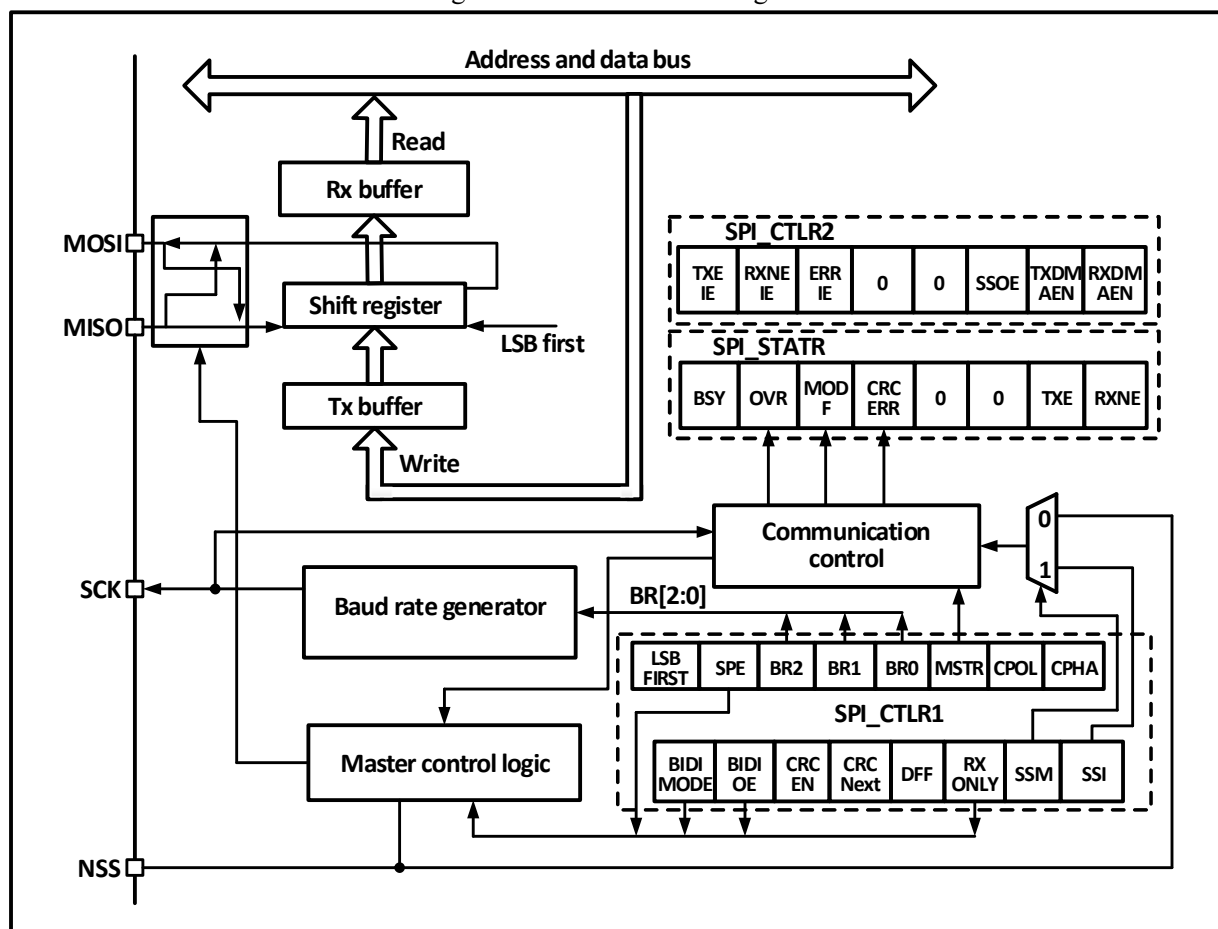 Address and data bus
Read
Rx buffer
MOSI
MISO
Shift register
LSB first
Tx buffer
Write
SPI_CTLR2
TXE
IE
RXNE
IE
ERR
IE
0
0
SSOE
TXDM
AEN
RXDM
AEN
SPI_STATR
BSY
OVR
MOD
F
CRC
ERR
0
0
TXE
RXNE
Communication
control
0
1
SCK
Baud rate generator
BR[2:0]
LSB
FIRST
SPE
BR2
BR1
BR0
MSTR
CPOL
CPHA
SPI_CTLR1
Master control logic
BIDI
MODE
BIDI
OE
CRC
EN
CRC
Next
DFF
RX
ONLY
SSM
SSI
NSS